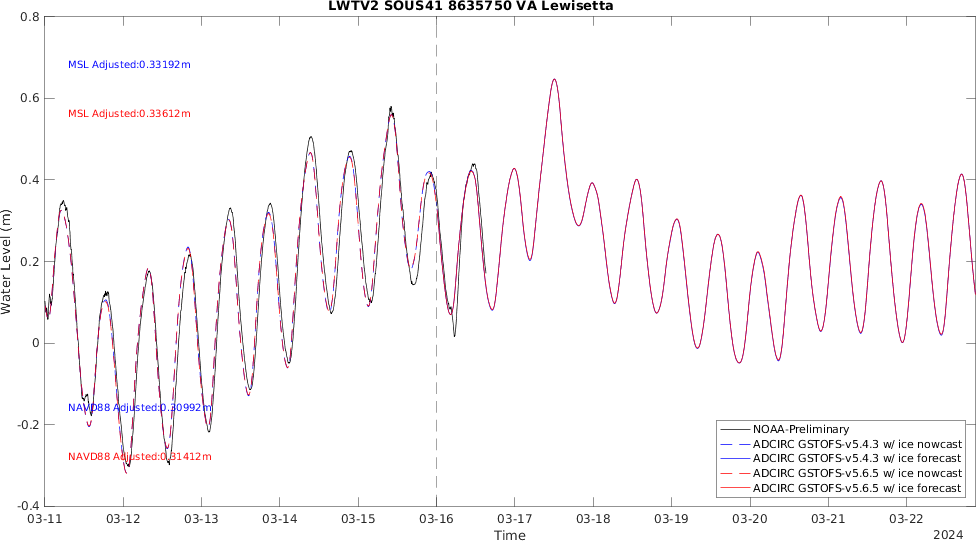 LWTV2 SOUS41 8635750 VA Lewisetta
0.8
0.6
0.4
0.2
0
-0.2
-0.4
Water Level (m)
MSL Adjusted:0.33192m
MSL Adjusted:0.33612m
NAVD88 Adjusted:0.30992m
NAVD88 Adjusted:0.31412m
NOAA-Preliminary
ADCIRC GSTOFS-v5.4.3 w/ ice nowcast
ADCIRC GSTOFS-v5.4.3 w/ ice forecast
ADCIRC GSTOFS-v5.6.5 w/ ice nowcast
ADCIRC GSTOFS-v5.6.5 w/ ice forecast
03-11 03-12 03-13 03-14 03-15 03-16 03-17 03-18 03-19 03-20 03-21 03-22
Time
2024